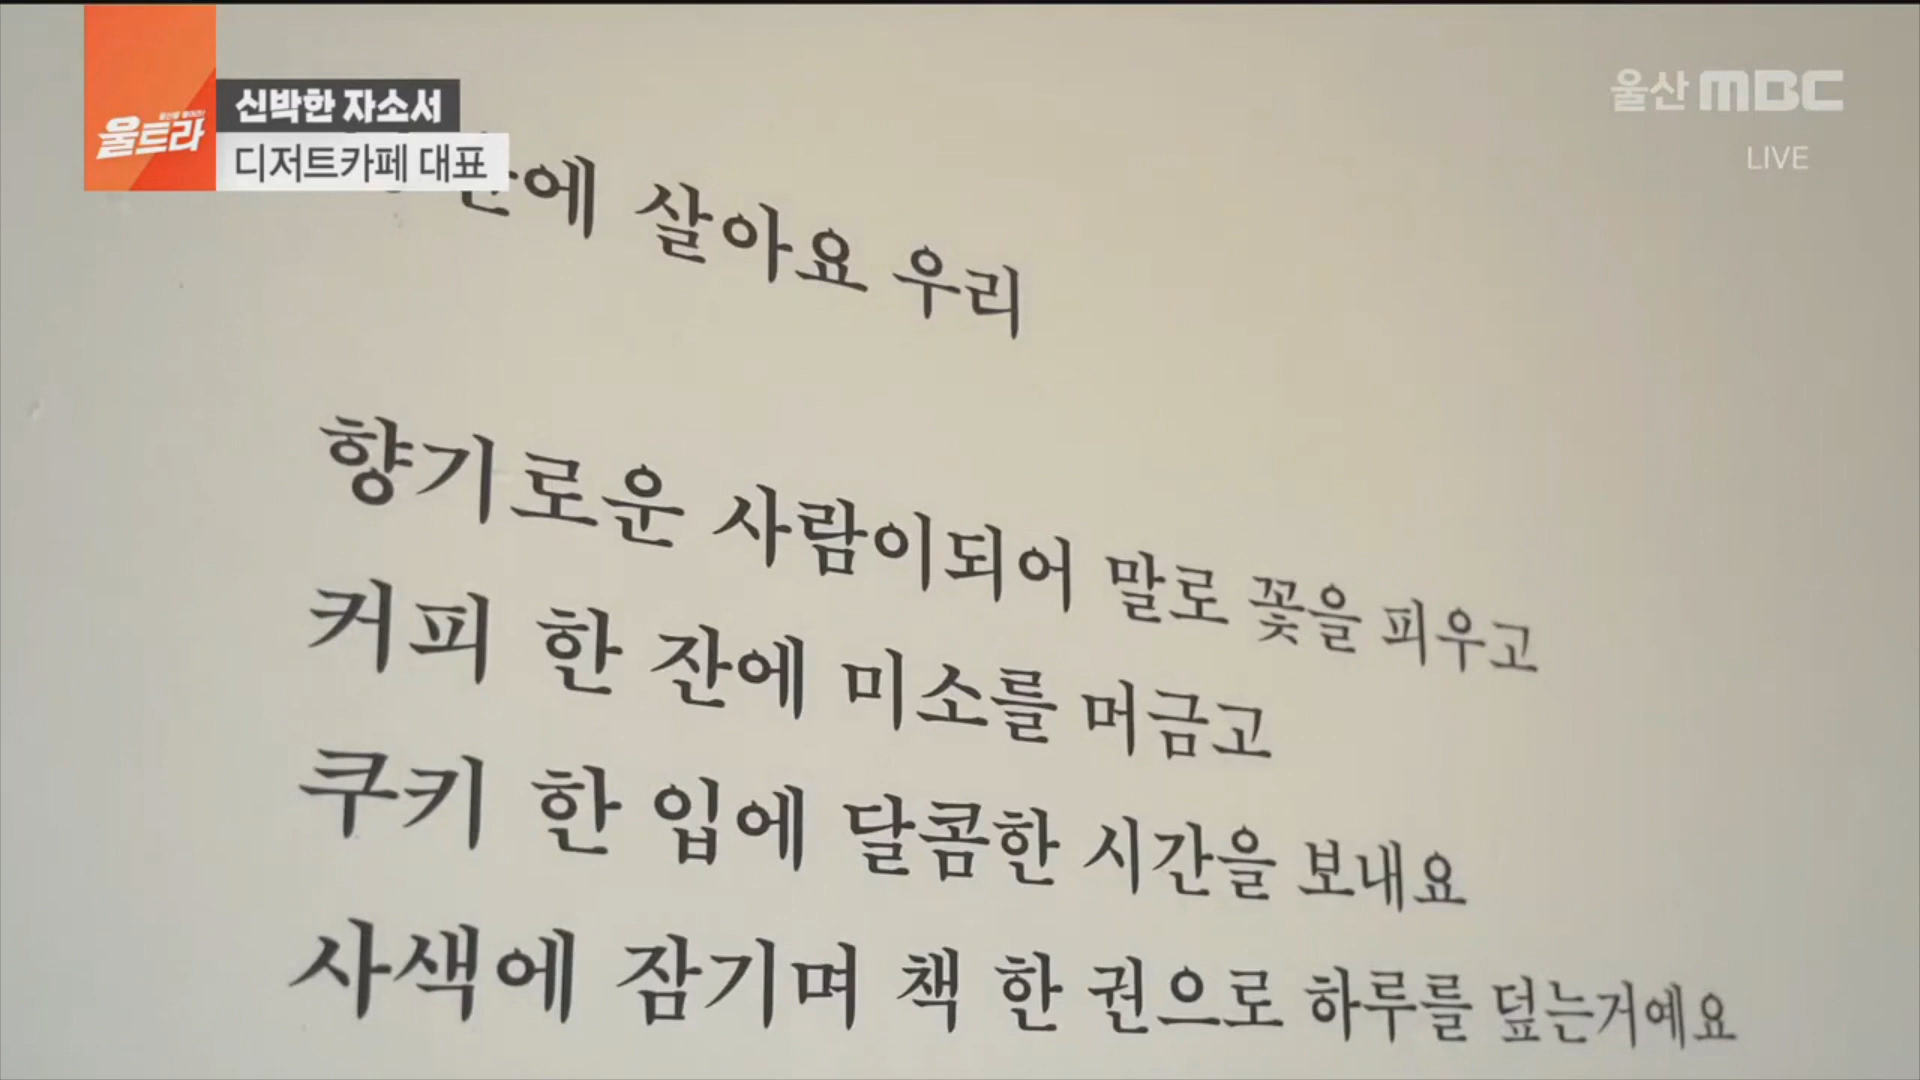 울산 MBC
LIVE
울트라
신박한 자소서
디저트카페 대표
살아요 우리
향기로운 사람이되어 말로 꽃을 피우고
커피 한 잔에 미소를 머금고
쿠키 한 입에 달콤한 시간을 보내요
사색에 잠기며 책 한 권으로 하루를 덮는거예요